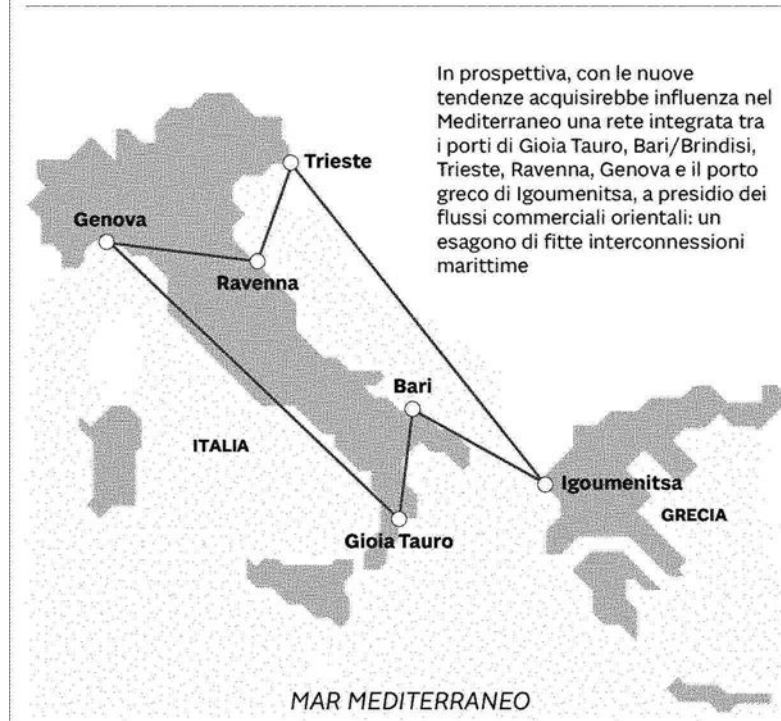 In prospettiva, con le nuove
tendenze acquisirebbe influenza nel
Mediterraneo una rete integrata tra
i porti di Gioia Tauro, Bari/Brindisi,
Trieste, Ravenna, Genova e il porto
greco di Igoumenitsa, a presidio dei
flussi commerciali orientali: un
esagono di fitte interconnessioni
marittime
Trieste
Genova
Ravenna
Bari
ITALIA
Igoumenitsa
GRECIA
Gioia Tauro
MAR MEDITERRANEO